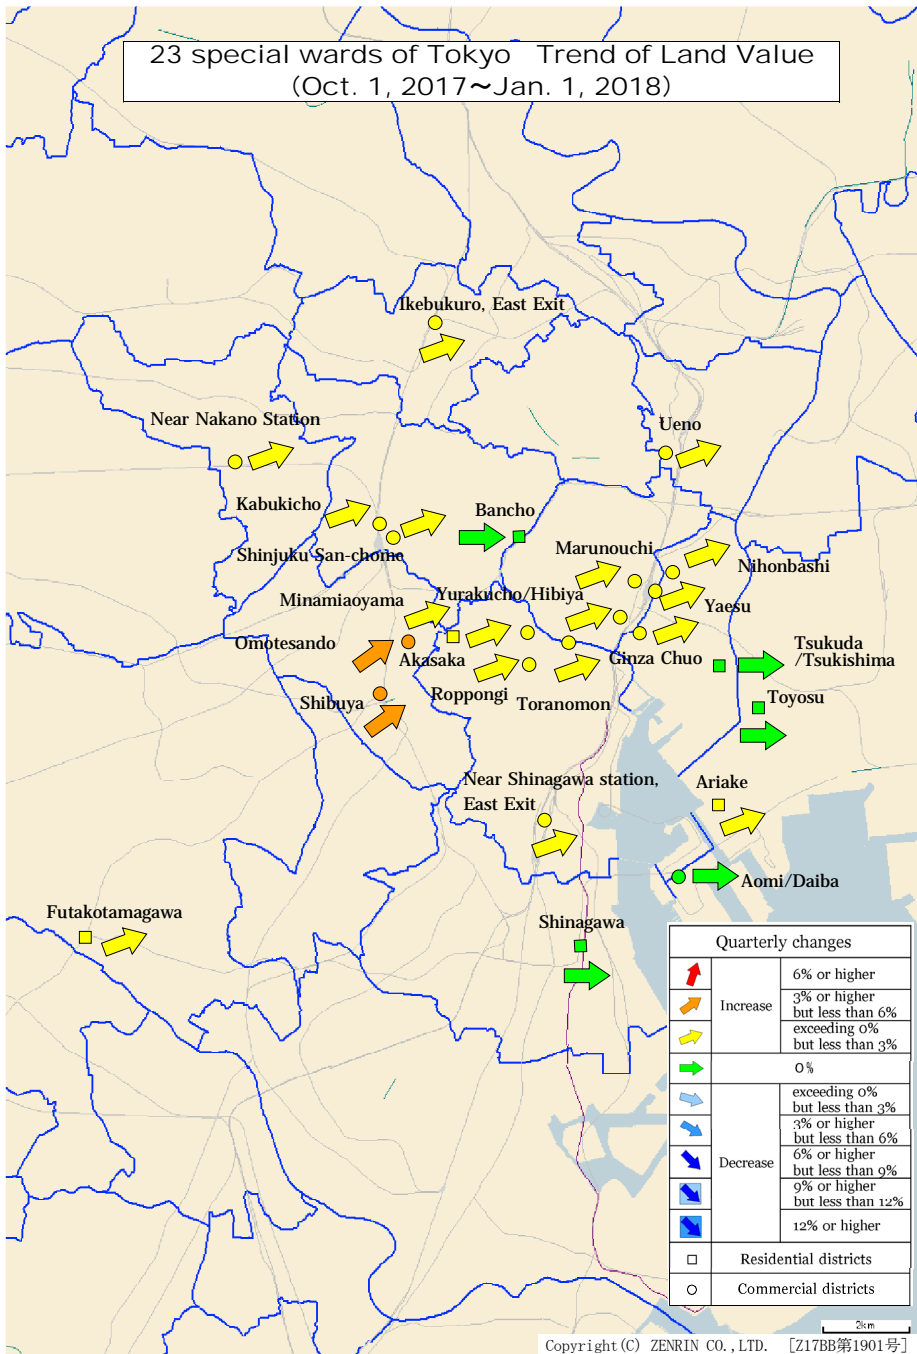 23 special wards of Tokyo　Trend of Land Value
(Oct. 1, 2017～Jan. 1, 2018)
Ikebukuro, East Exit
Near Nakano Station
Ueno
Kabukicho
Bancho
Shinjuku San-chome
Marunouchi
Nihonbashi
Minamiaoyama
Yurakucho/Hibiya
Yaesu
Omotesando
Akasaka
Ginza Chuo
Tsukuda
/Tsukishima
Shibuya
Roppongi
Toranomon
Toyosu
Near Shinagawa station,
East Exit
Ariake
Aomi/Daiba
Futakotamagawa
Shinagawa
Quarterly changes
Increase
6% or higher
3% or higher
but less than 6%
exceeding 0%
but less than 3%
0%
Decrease
exceeding 0%
but less than 3%
3% or higher
but less than 6%
6% or higher
but less than 9%
9% or higher
but less than 12%
12% or higher
Residential districts
Commercial districts
2km
Copyright(C) ZENRIN CO.,LTD. [Z17BB第1901号]